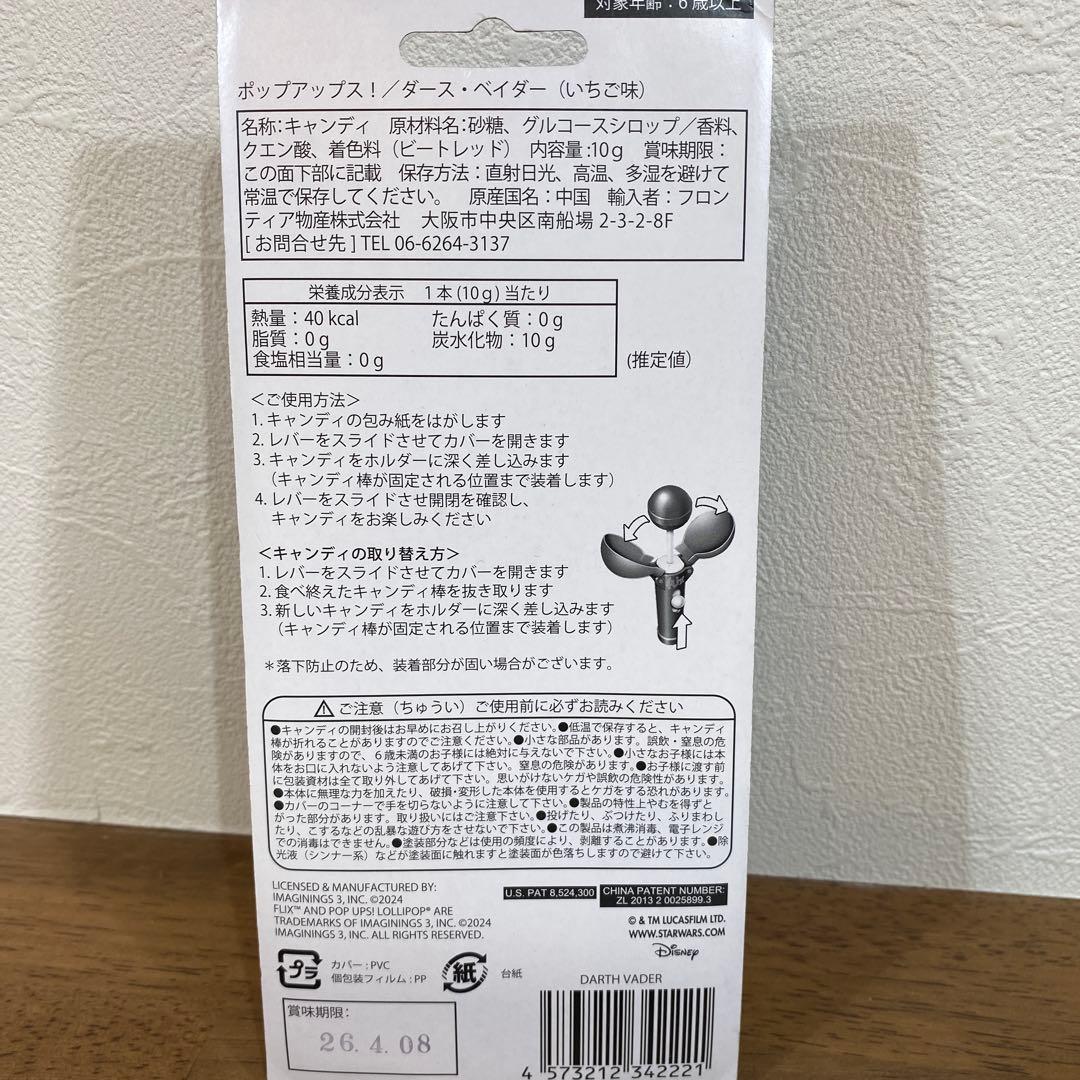 対象年齢：6歳以上
ポップアップス！／ダース・ベイダー（いちご味）
名称：キャンディ　原材料名：砂糖、グルコースシロップ／香料、
クエン酸、着色料（ビートレッド）　内容量：10g　賞味期限：
この面下部に記載　保存方法：直射日光、高温、多湿を避けて
常温で保存してください。　原産国名：中国　輸入者：フロン
ティア物産株式会社　大阪市中央区南船場 2-3-2-8F
[ お問合せ先 ] TEL 06-6264-3137
栄養成分表示　1本(10g)当たり
熱量：40 kcal　たんぱく質：0g
脂質：0g　炭水化物：10g
食塩相当量：0g　（推定値）
＜ご使用方法＞
1. キャンディの包み紙をはがします
2. レバーをスライドさせてカバーを開きます
3. キャンディをホルダーに深く差し込みます
（キャンディ棒が固定される位置まで装着します）
4. レバーをスライドさせ開閉を確認し、
キャンディをお楽しみください
＜キャンディの取り替え方＞
1. レバーをスライドさせてカバーを開きます
2. 食べ終えたキャンディ棒を抜き取ります
3. 新しいキャンディをホルダーに深く差し込みます
（キャンディ棒が固定される位置まで装着します）
＊落下防止のため、装着部分が固い場合がございます。
⚠ ご注意（ちゅうい）ご使用前に必ずお読みください
●キャンディの開封後はお早めにお召し上がりください。●低温で保存すると、キャンディ
棒が折れることがありますのでご注意ください。●小さな部品があります。誤飲・窒息の危
険がありますので、6歳未満のお子様には絶対に与えないで下さい。●小さなお子様には本
体をお口に入れないよう注意してあげて下さい。窒息の危険があります。●お子様に渡す前
に包装資材は全て取り外してあげて下さい。思いがけないケガや誤飲の危険性があります。
●本体に無理な力を加えたり、破損・変形した本体を使用するとケガをする恐れがあります。
●カバーのコーナーで手を切らないように注意して下さい。●製品の特性上やむを得ずと
がった部分があります。取り扱いにはご注意下さい。●投げたり、ぶつけたり、ふりまわし
たり、こするなどの乱暴な遊び方をさせないで下さい。●この製品は煮沸消毒、電子レンジ
での消毒はできません。●塗装部分などは使用の頻度により、剥離することがあります。●除
光液（シンナー系）などが塗装面に触れますと塗装面が色落ちしますので避けて下さい。
LICENSED & MANUFACTURED BY:
IMAGININGS 3, INC. ©2024
FLIX™ AND POP UPS! LOLLIPOP® ARE
TRADEMARKS OF IMAGININGS 3, INC. ©2024
IMAGININGS 3, INC. ALL RIGHTS RESERVED.
U.S. PAT 8,524,300
CHINA PATENT NUMBER:
ZL 2013 2 0025899.3
© & TM LUCASFILM LTD.
WWW.STARWARS.COM
Disney
プラ
カバー：PVC
個包装フィルム：PP
紙
台紙
DARTH VADER
賞味期限：
26.4.08
4 573212 342221